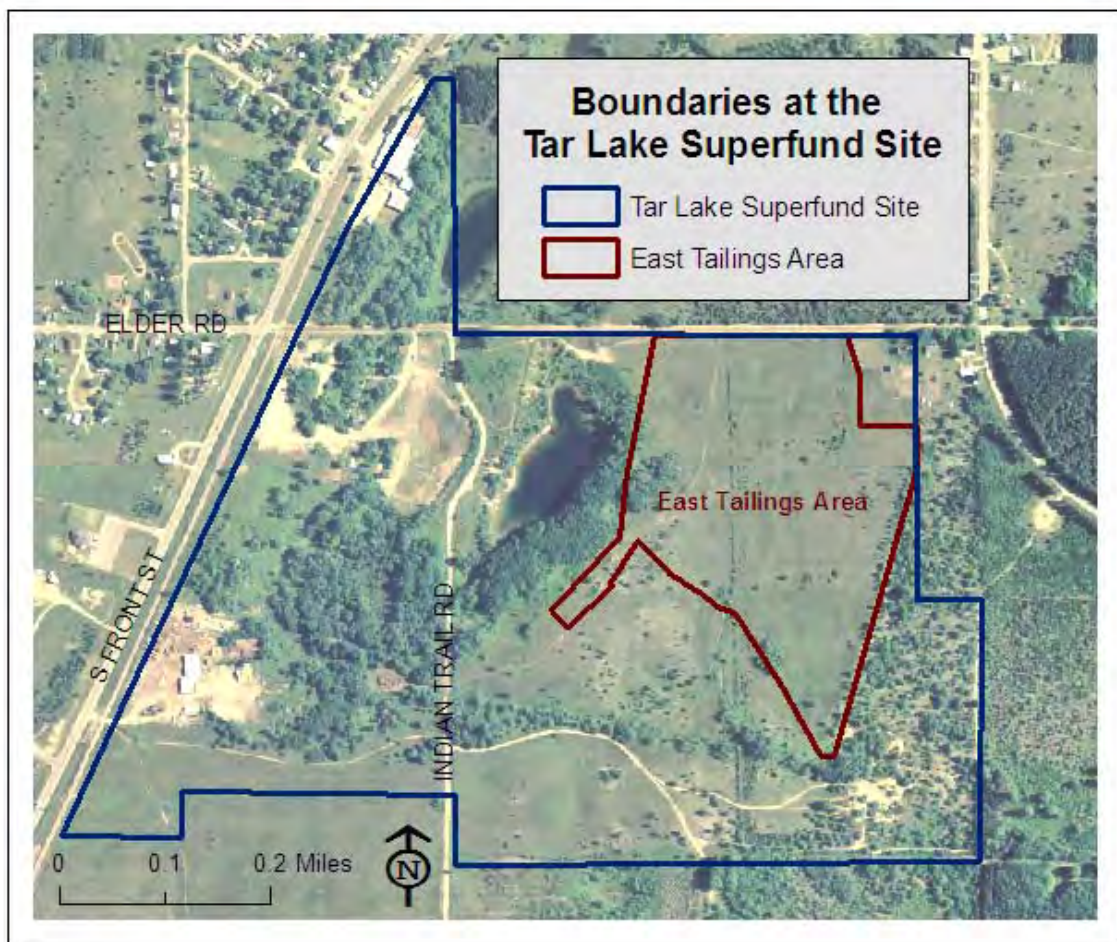 Boundaries at the
Tar Lake Superfund Site
Tar Lake Superfund Site
East Tailings Area
ELDER RD
East Tailings Area
S FRONT ST
INDIAN TRAIL RD
0 0.1 0.2 Miles
N